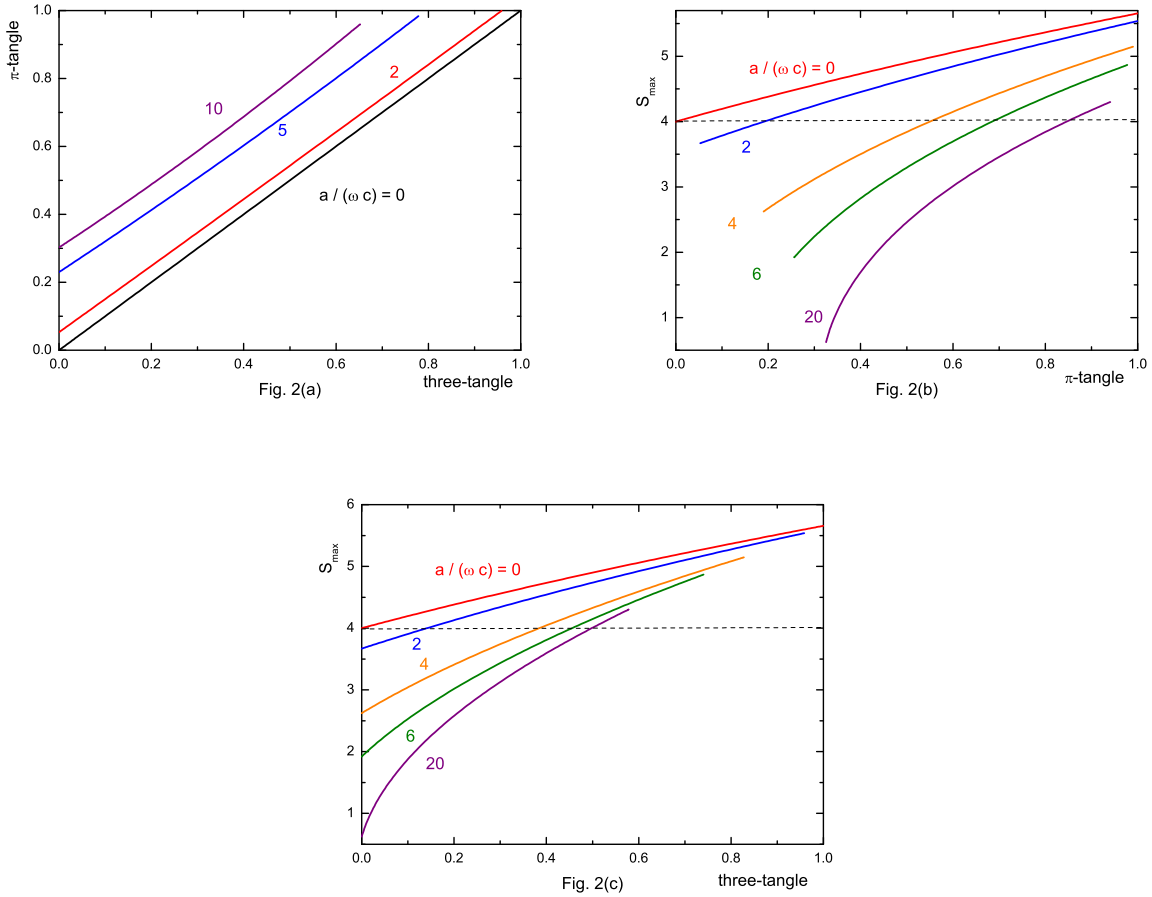 π-tangle
1.0
0.8
0.6
0.4
0.2
0.0
10
5
2
a / (ω c) = 0
0.0 0.2 0.4 0.6 0.8 1.0
three-tangle
Fig. 2(a)
S max
5
4
3
2
1
a / (ω c) = 0
2
4
6
20
0.0 0.2 0.4 0.6 0.8 1.0
π-tangle
Fig. 2(b)
S max
6
5
4
3
2
1
a / (ω c) = 0
2
4
6
20
0.0 0.2 0.4 0.6 0.8 1.0
three-tangle
Fig. 2(c)